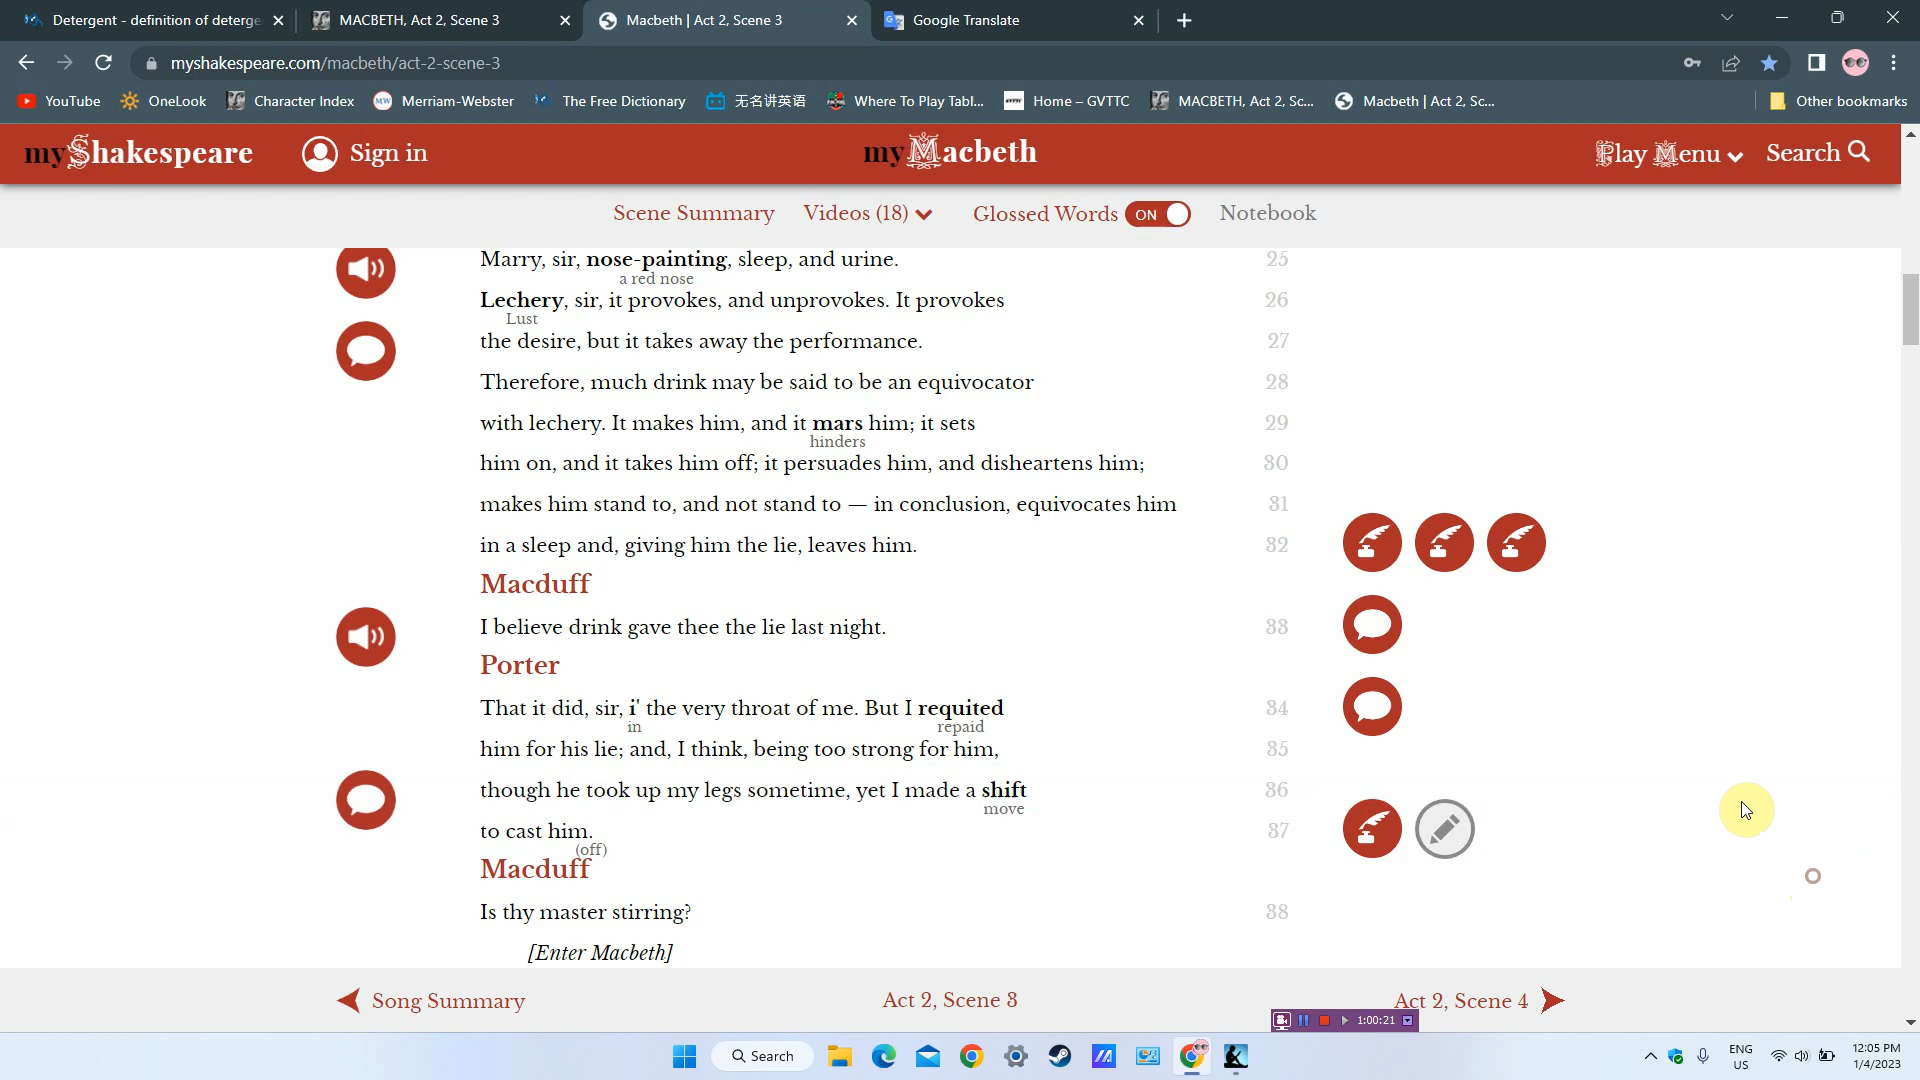 Detergent - definition of deterge
MACBETH, Act 2, Scene 3
Macbeth | Act 2, Scene 3
Google Translate
myshakespeare.com/macbeth/act-2-scene-3
YouTube
OneLook
Character Index
Merriam-Webster
The Free Dictionary
无名讲英语
Where To Play Tabl...
Home – GVTTC
MACBETH, Act 2, Sc...
Macbeth | Act 2, Sc...
Other bookmarks
myShakespeare
Sign in
myMacbeth
Play Menu
Search
Scene Summary
Videos (18)
Glossed Words
ON
Notebook
Marry, sir, nose-painting, sleep, and urine. 25
a red nose
Lechery, sir, it provokes, and unprovokes. It provokes 26
Lust
the desire, but it takes away the performance. 27
Therefore, much drink may be said to be an equivocator 28
with lechery. It makes him, and it mars him; it sets 29
hinders
him on, and it takes him off; it persuades him, and disheartens him; 30
makes him stand to, and not stand to — in conclusion, equivocates him 31
in a sleep and, giving him the lie, leaves him. 32
Macduff
I believe drink gave thee the lie last night. 33
Porter
That it did, sir, i' the very throat of me. But I requited 34
in repaid
him for his lie; and, I think, being too strong for him, 35
though he took up my legs sometime, yet I made a shift 36
move
to cast him. 37
(off)
Macduff
Is thy master stirring? 38
[Enter Macbeth]
Song Summary
Act 2, Scene 3
Act 2, Scene 4
1:00:21
Search
ENG
US
12:05 PM
1/4/2023